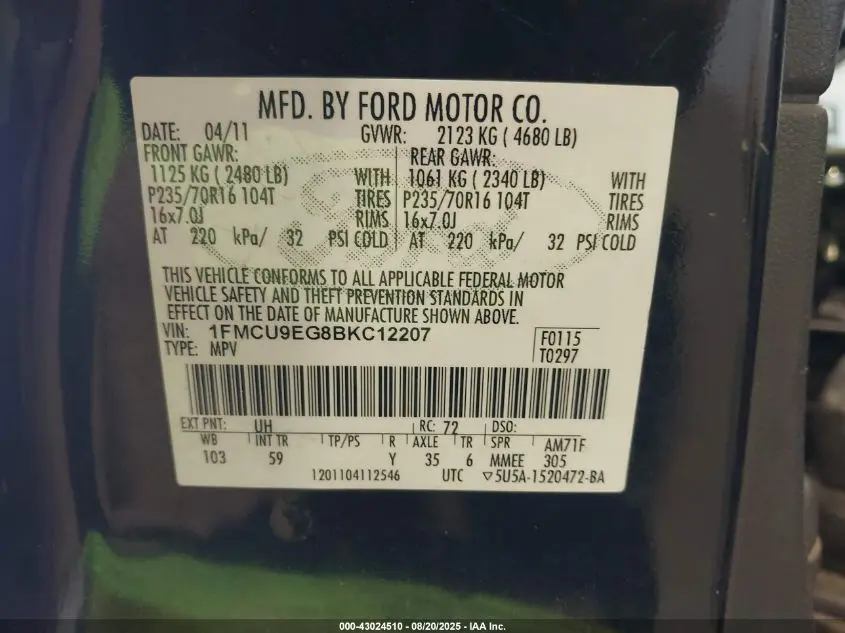 MFD. BY FORD MOTOR CO.
DATE: 04/11 GVWR: 2123 KG ( 4680 LB)
FRONT GAWR: REAR GAWR:
1125 KG ( 2480 LB) WITH 1061 KG ( 2340 LB) WITH
P235/70R16 104T TIRES P235/70R16 104T TIRES
16x7.0J RIMS 16x7.0J RIMS
AT 220 kPa/ 32 PSI COLD AT 220 kPa/ 32 PSI COLD
THIS VEHICLE CONFORMS TO ALL APPLICABLE FEDERAL MOTOR
VEHICLE SAFETY AND THEFT PREVENTION STANDARDS IN
EFFECT ON THE DATE OF MANUFACTURE SHOWN ABOVE.
VIN: 1FMCU9EG8BKC12207 F0115
TYPE: MPV T0297
EXT PNT: UH RC: 72 DSO:
WB INT TR TP/PS R AXLE TR SPR AM71F
103 59 Y 35 6 MMEE 305
1201104112546 UTC ▽5U5A-1520472-BA
000-43024510 | 08/20/2025 | IAA Inc.